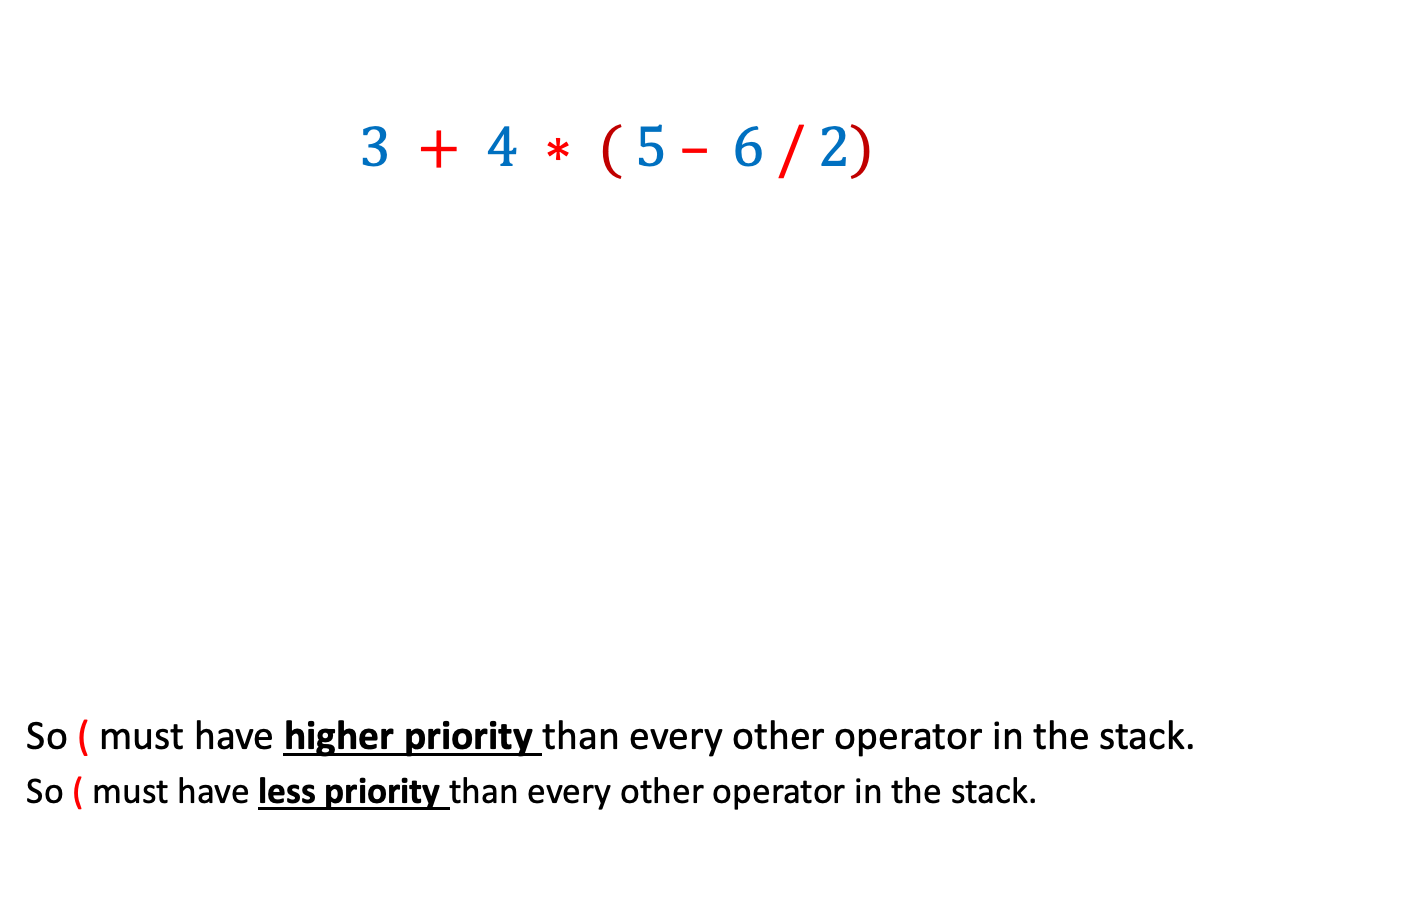 3 + 4 * ( 5 – 6 / 2)
So ( must have higher priority than every other operator in the stack.
So ( must have less priority than every other operator in the stack.